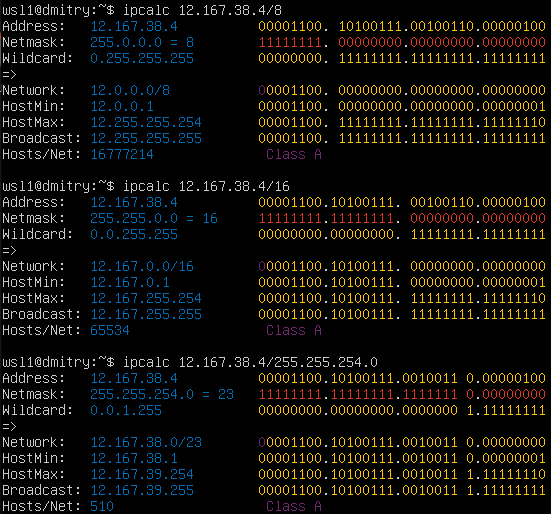 wsl1@dmitry:~$ ipcalc 12.167.38.4/8
Address:   12.167.38.4          00001100. 10100111.00100110.00000100
Netmask:   255.0.0.0 = 8        11111111. 00000000.00000000.00000000
Wildcard:  0.255.255.255        00000000. 11111111.11111111.11111111
=>
Network:   12.0.0.0/8           00001100. 00000000.00000000.00000000
HostMin:   12.0.0.1             00001100. 00000000.00000000.00000001
HostMax:   12.255.255.254       00001100. 11111111.11111111.11111110
Broadcast: 12.255.255.255       00001100. 11111111.11111111.11111111
Hosts/Net: 16777214              Class A
wsl1@dmitry:~$ ipcalc 12.167.38.4/16
Address:   12.167.38.4          00001100.10100111. 00100110.00000100
Netmask:   255.255.0.0 = 16     11111111.11111111. 00000000.00000000
Wildcard:  0.0.255.255          00000000.00000000. 11111111.11111111
=>
Network:   12.167.0.0/16        00001100.10100111. 00000000.00000000
HostMin:   12.167.0.1           00001100.10100111. 00000000.00000001
HostMax:   12.167.255.254       00001100.10100111. 11111111.11111110
Broadcast: 12.167.255.255       00001100.10100111. 11111111.11111111
Hosts/Net: 65534                 Class A
wsl1@dmitry:~$ ipcalc 12.167.38.4/255.255.254.0
Address:   12.167.38.4          00001100.10100111.0010011 0.00000100
Netmask:   255.255.254.0 = 23   11111111.11111111.1111111 0.00000000
Wildcard:  0.0.1.255            00000000.00000000.0000000 1.11111111
=>
Network:   12.167.38.0/23       00001100.10100111.0010011 0.00000000
HostMin:   12.167.38.1          00001100.10100111.0010011 0.00000001
HostMax:   12.167.39.254        00001100.10100111.0010011 1.11111110
Broadcast: 12.167.39.255        00001100.10100111.0010011 1.11111111
Hosts/Net: 510                   Class A